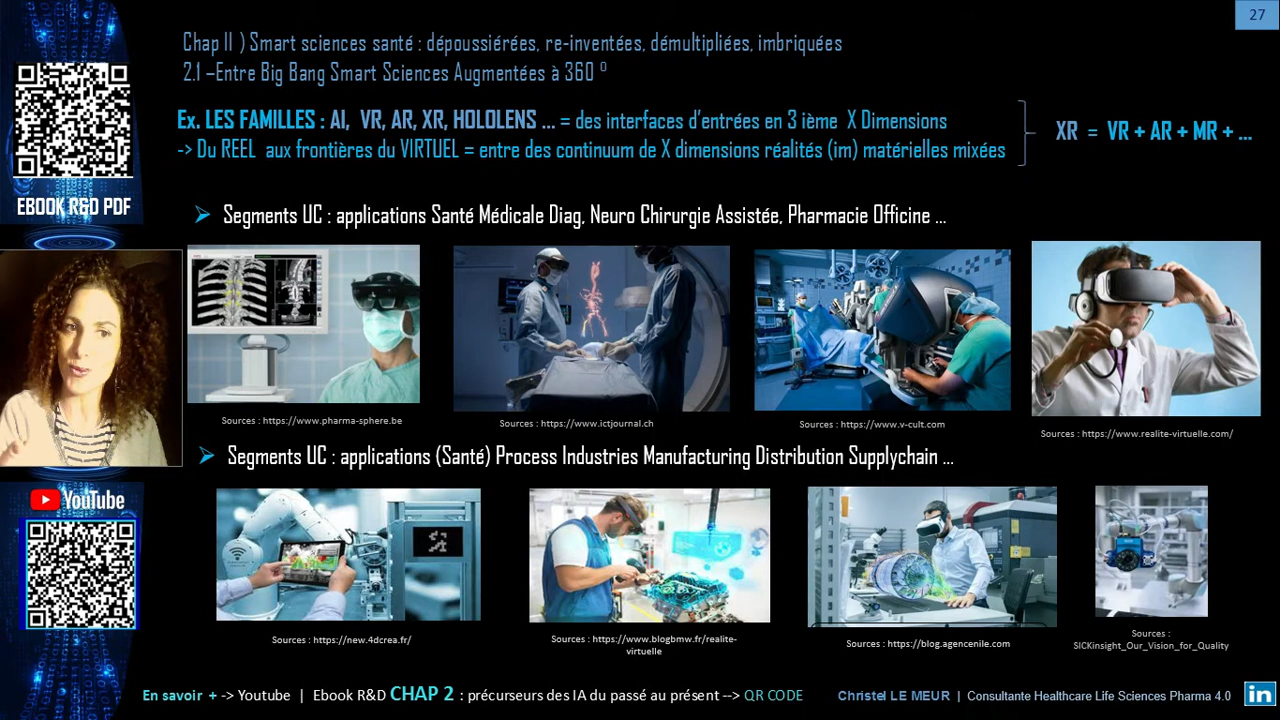 27
Chap II ) Smart sciences santé : dépoussiérées, re-inventées, démultipliées, imbriquées
2.1 –Entre Big Bang Smart Sciences Augmentées à 360 °
Ex. LES FAMILLES : AI, VR, AR, XR, HOLOLENS ... = des interfaces d'entrées en 3 ième X Dimensions
-> Du REEL aux frontières du VIRTUEL = entre des continuum de X dimensions réalités (im) matérielles mixées
XR = VR + AR + MR + ...
EBOOK R&D PDF
Segments UC : applications Santé Médicale Diag, Neuro Chirurgie Assistée, Pharmacie Officine ...
Sources : https://www.pharma-sphere.be
Sources : https://www.ictjournal.ch
Sources : https://www.v-cult.com
Sources : https://www.realite-virtuelle.com/
Segments UC : applications (Santé) Process Industries Manufacturing Distribution Supplychain ...
YouTube
Sources : https://new.4dcrea.fr/
Sources : https://www.blogbmw.fr/realite-
virtuelle
Sources : https://blog.agencenile.com
Sources :
SICKinsight_Our_Vision_for_Quality
En savoir + -> Youtube | Ebook R&D CHAP 2 : précurseurs des IA du passé au présent --> QR CODE
Christel LE MEUR | Consultante Healthcare Life Sciences Pharma 4.0
in